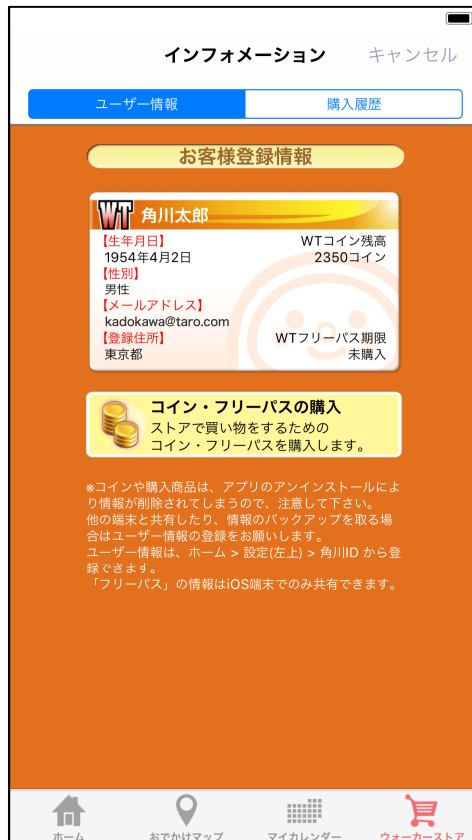 インフォメーション キャンセル
ユーザー情報 購入履歴
お客様登録情報
WT 角川太郎
【生年月日】 WTコイン残高
1954年4月2日 2350コイン
【性別】
男性
【メールアドレス】
kadokawa@taro.com
【登録住所】 WTフリーパス期限
東京都 未購入
コイン・フリーパスの購入
ストアで買い物をするための
コイン・フリーパスを購入します。
※コインや購入商品は、アプリのアンインストールによ
り情報が削除されてしまうので、注意して下さい。
他の端末と共有したり、情報のバックアップを取る場
合はユーザー情報の登録をお願いします。
ユーザー情報は、ホーム > 設定(左上) > 角川ID から登
録できます。
「フリーパス」の情報はiOS端末でのみ共有できます。
ホーム おでかけマップ マイカレンダー ウォーカーストア